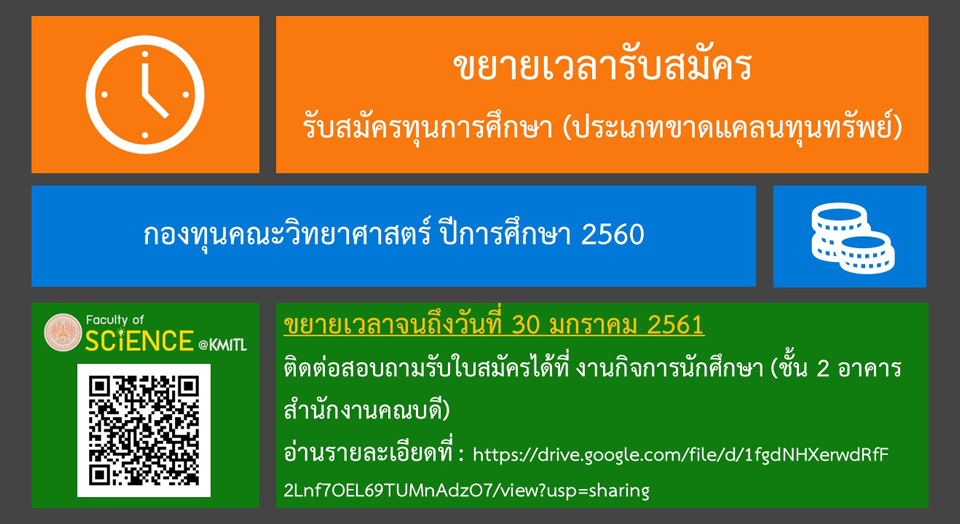 ขยายเวลารับสมัคร
รับสมัครทุนการศึกษา (ประเภทขาดแคลนทุนทรัพย์)
กองทุนคณะวิทยาศาสตร์ ปีการศึกษา 2560
Faculty of
SCiENCE @KMITL
ขยายเวลาจนถึงวันที่ 30 มกราคม 2561
ติดต่อสอบถามรับใบสมัครได้ที่ งานกิจการนักศึกษา (ชั้น 2 อาคาร
สำนักงานคณบดี)
อ่านรายละเอียดที่ : https://drive.google.com/file/d/1fgdNHXerwdRfF
2Lnf7OEL69TUMnAdzO7/view?usp=sharing